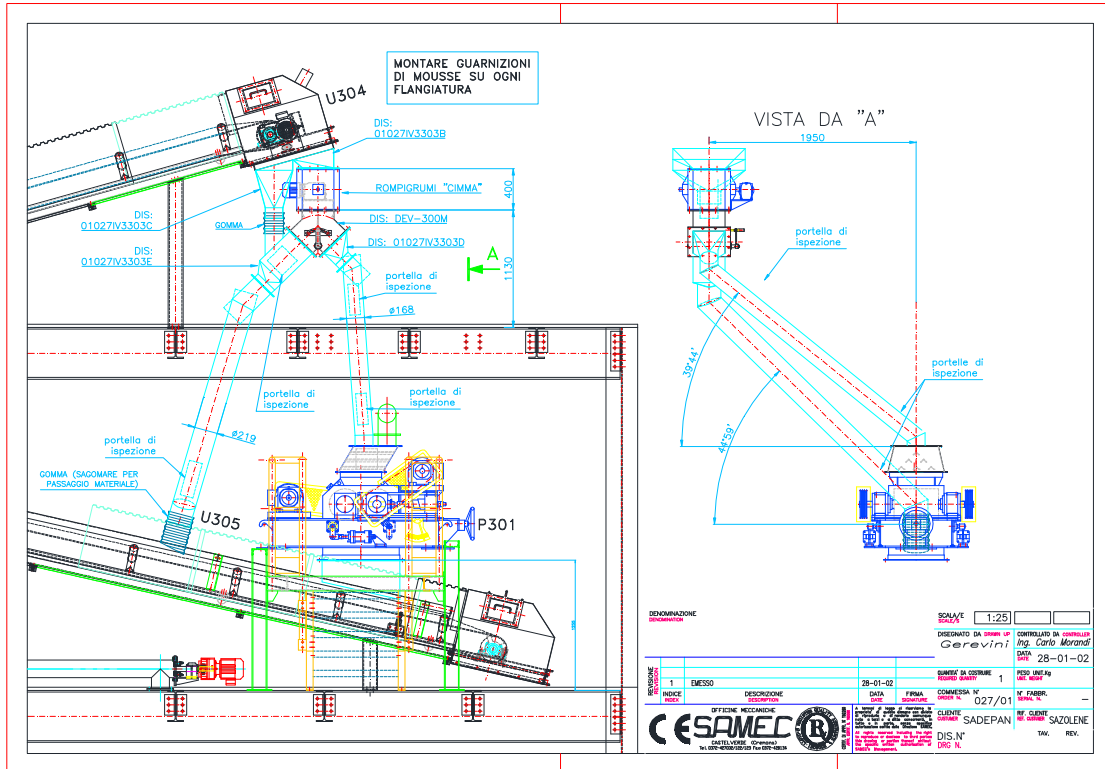 MONTARE GUARNIZIONI
DI MOUSSE SU OGNI
FLANGIATURA
U304
DIS:
01027IV3303B
ROMPIGRUMI "CIMMA"
400
DIS: DEV-300M
DIS:
01027IV3303C
GOMMA
DIS: 01027IV3303D
DIS:
01027IV3303E
A
1130
portella di
ispezione
ø168
portella di
ispezione
portella di
ispezione
ø219
portella di
ispezione
GOMMA (SAGOMARE PER
PASSAGGIO MATERIALE)
U305
P301
VISTA DA "A"
1950
portella di
ispezione
39°44'
portelle di
ispezione
44°59'
DENOMINAZIONE
DENOMINATION
SCALA/E
SCALE/S
1:25
DISEGNATO DA DRAWN UP
Gerevini
CONTROLLATO DA CONTROLLER
Ing. Carlo Morandi
DATA
DATE
28-01-02
QUANTITA' DA COSTRUIRE
REQUIRED QUANTITY
1
PESO UNIT.Kg
UNIT. WEIGHT
REVISIONE
REVISION
1 EMESSO 28-01-02
INDICE
INDEX
DESCRIZIONE
DESCRIPTION
DATA
DATE
FIRMA
SIGNATURE
COMMESSA N°
ORDER N.
027/01
N° FABBR.
SERIAL N.
—
CLIENTE
CUSTOMER
SADEPAN
RIF. CLIENTE
REF. CUSTOMER
SAZOLENE
DIS.N°
DRG N.
TAV.
REV.
OFFICINE MECCANICHE
CE SAMEC
CASTELVERDE (Cremona)
R